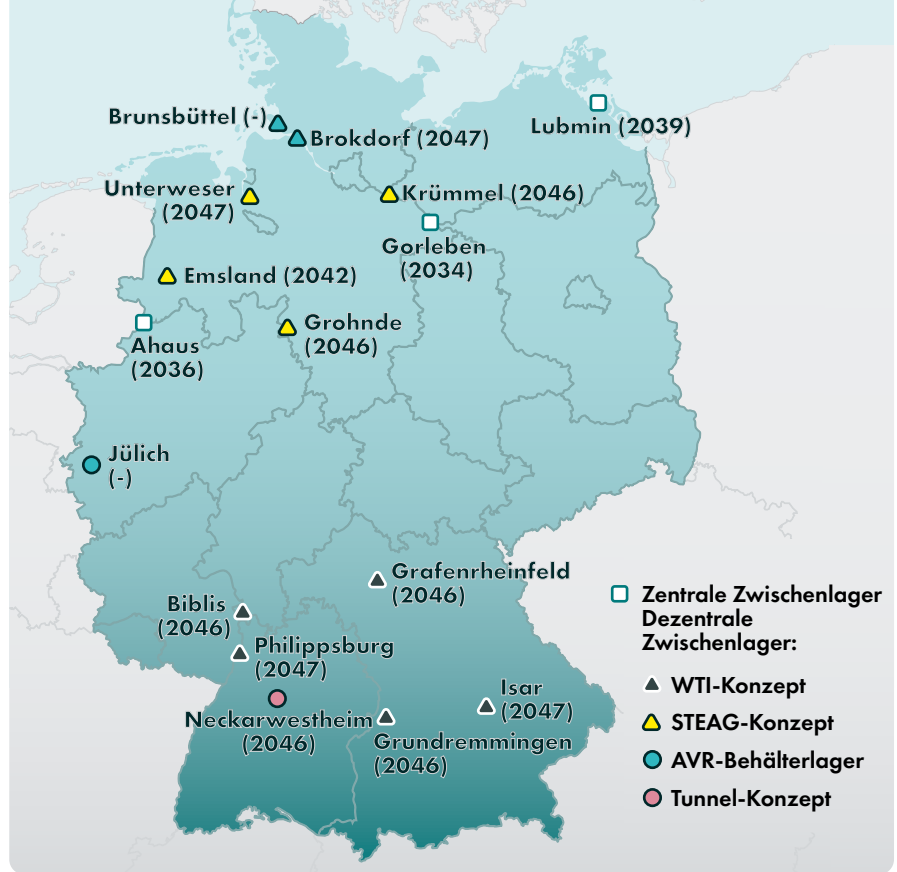 Brunsbüttel (-)
Brokdorf (2047)
Lubmin (2039)
Unterweser
(2047)
Krümmel (2046)
Gorleben
(2034)
Emsland (2042)
Ahaus
(2036)
Grohnde
(2046)
Jülich
(-)
Grafenrheinfeld
(2046)
Biblis
(2046)
Philippsburg
(2047)
Neckarwestheim
(2046)
Isar
(2047)
Grundremmingen
(2046)
Zentrale Zwischenlager
Dezentrale
Zwischenlager:
WTI-Konzept
STEAG-Konzept
AVR-Behälterlager
Tunnel-Konzept